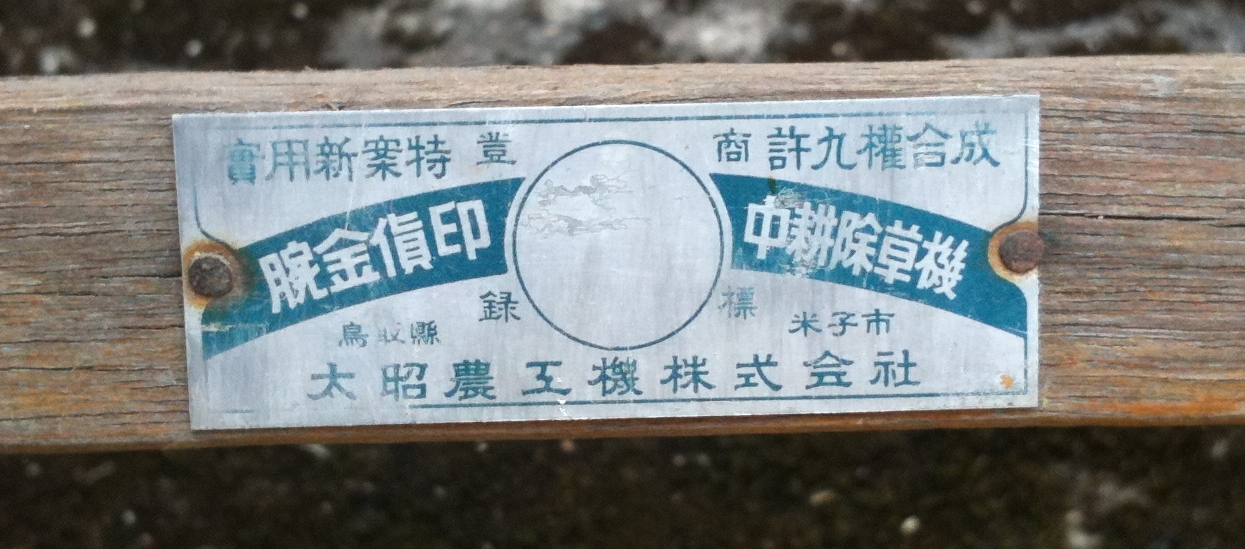 實用新案特 登 商 許九權合成
腕金 印 中耕除草機
録 標
鳥取縣 米子市
太昭農工機株式会社